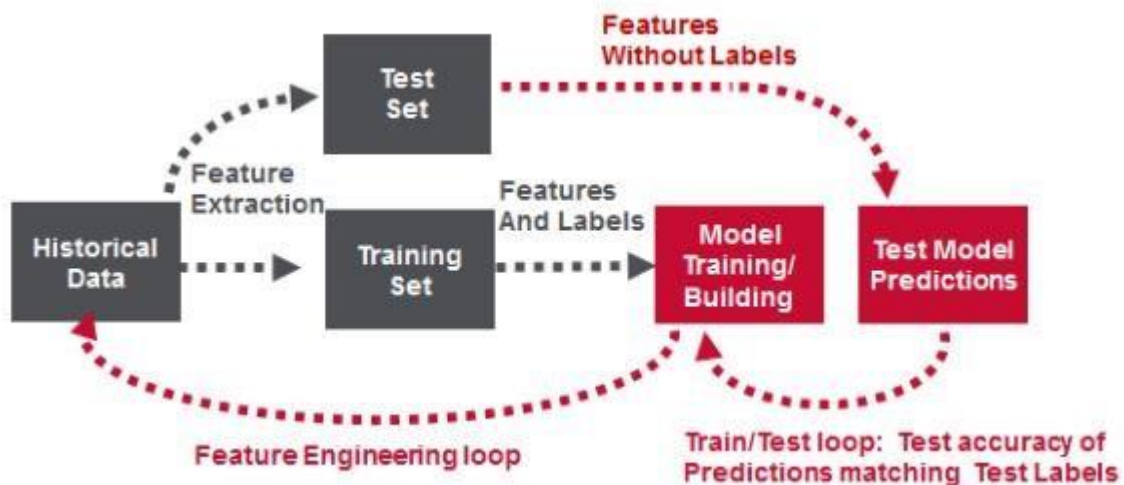 Features
Without Labels
Test
Set
Feature
Extraction
Features
And Labels
Historical
Data
Training
Set
Model
Training/
Building
Test Model
Predictions
Feature Engineering loop
Train/Test loop: Test accuracy of
Predictions matching Test Labels